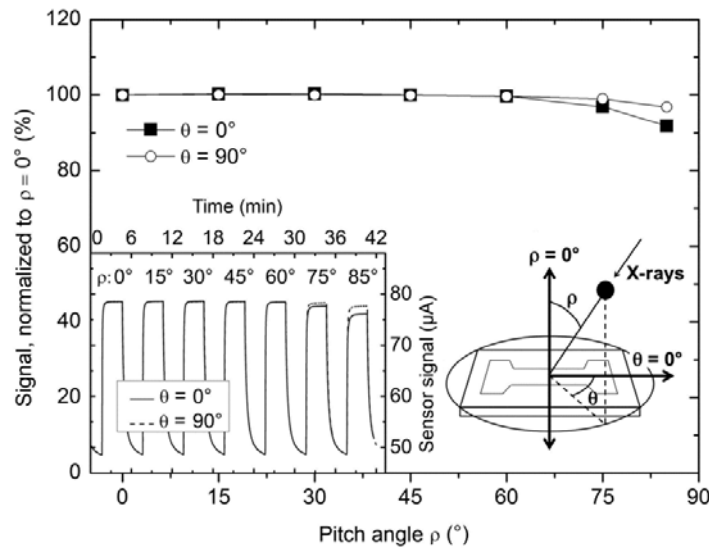 120
100
80
60
40
20
0
Signal, normalized to ρ = 0° (%)
θ = 0°
θ = 90°
Time (min)
0 6 12 18 24 30 36 42
ρ: 0° 15° 30° 45° 60° 75° 85°
80
70
60
50
Sensor signal (μA)
θ = 0°
θ = 90°
ρ = 0°
X-rays
ρ
θ = 0°
θ
0 15 30 45 60 75 90
Pitch angle ρ (°)